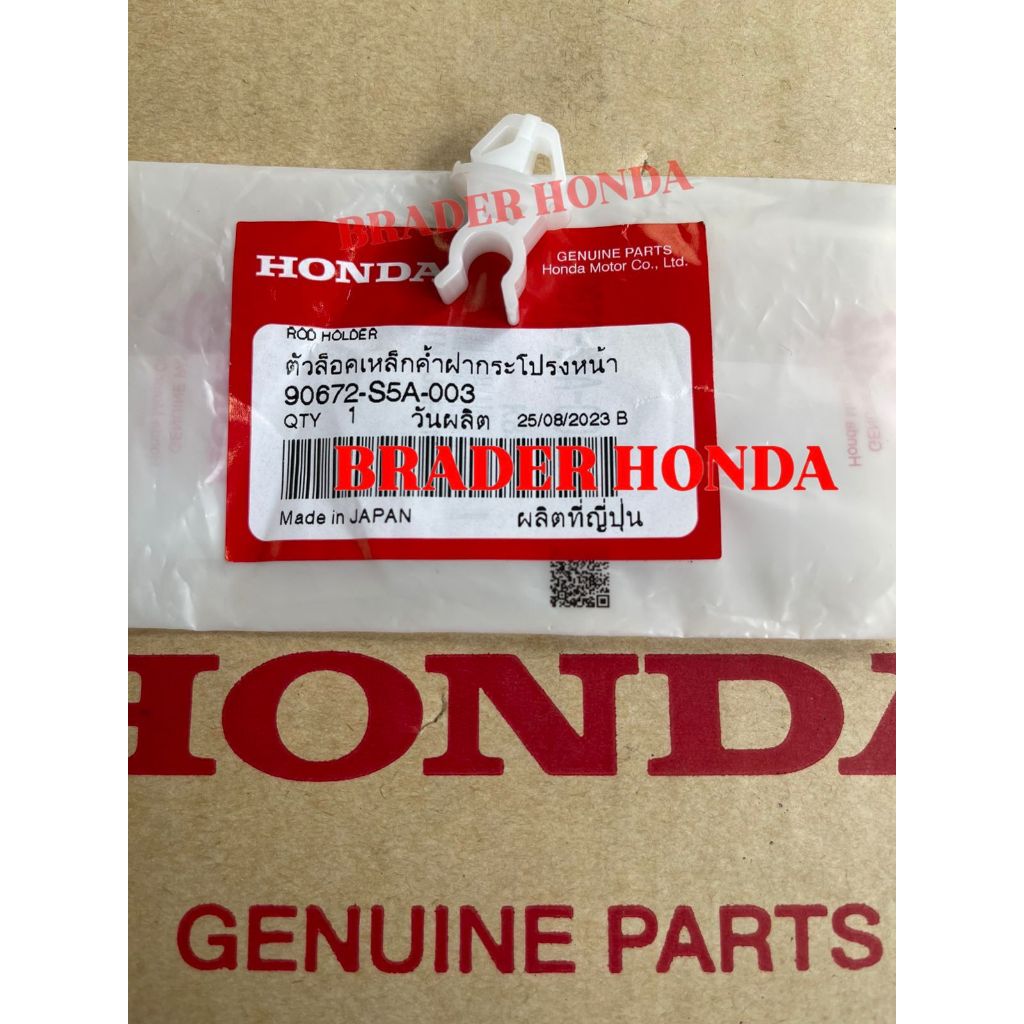 BRADER HONDA
HONDA
GENUINE PARTS
Honda Motor Co., Ltd.
ROD HOLDER
ตัวล็อคเหล็กค้ำฝากระโปรงหน้า
90672-S5A-003
QTY 1 วันผลิต 25/08/2023 B
BRADER HONDA
Made in JAPAN ผลิตที่ญี่ปุ่น
HONDA
GENUINE PARTS